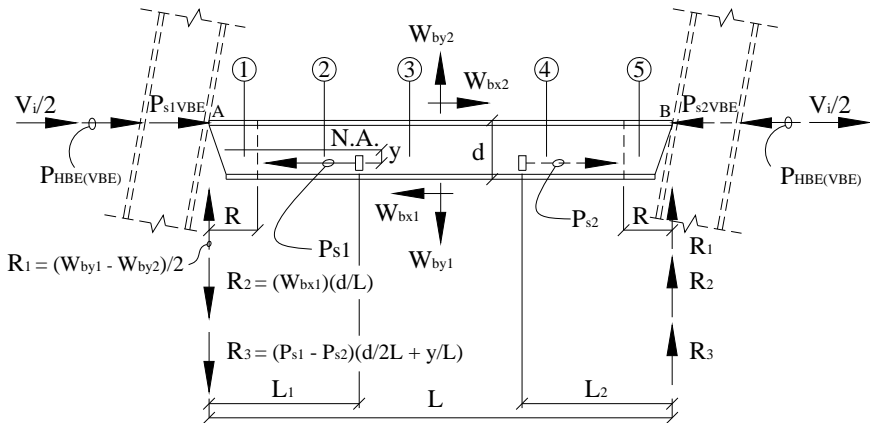 W_by2
1 2 3 4 5
W_bx2
V_i/2 P_s1VBE A B P_s2VBE V_i/2
N.A.
y d
P_HBE(VBE) P_HBE(VBE)
W_bx1
R P_s1 P_s2 R
W_by1
R_1 = (W_by1 - W_by2)/2 R_1
R_2 = (W_bx1)(d/L) R_2
R_3 = (P_s1 - P_s2)(d/2L + y/L) R_3
L_1 L L_2